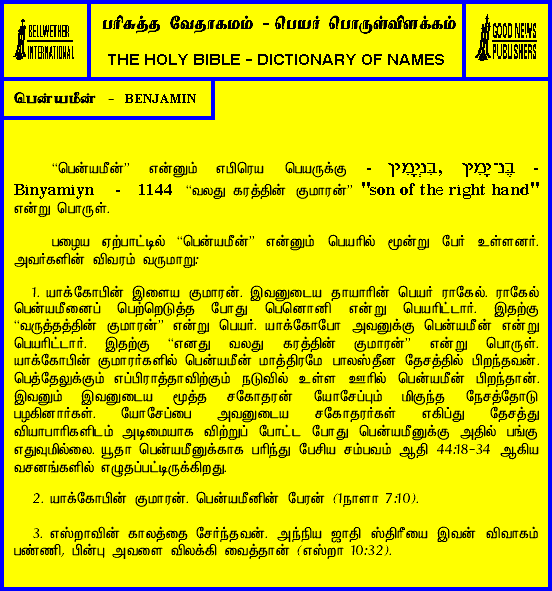 BELLWETHER
INTERNATIONAL
பரிசுத்த வேதாகமம் - பெயர் பொருள்விளக்கம்
THE HOLY BIBLE - DICTIONARY OF NAMES
GOOD NEWS
PUBLISHERS
பென்யமீன் - BENJAMIN
“பென்யமீன்” என்னும் எபிரெய பெயருக்கு - בִּנְיָמִין, בֶּנ־יָמִין -
Binyamiyn - 1144 “வலது கரத்தின் குமாரன்” "son of the right hand"
என்று பொருள்.
பழைய ஏற்பாட்டில் “பென்யமீன்” என்னும் பெயரில் மூன்று பேர் உள்ளனர்.
அவர்களின் விவரம் வருமாறு:
1. யாக்கோபின் இளைய குமாரன். இவனுடைய தாயாரின் பெயர் ராகேல். ராகேல்
பென்யமீனைப் பெற்றெடுத்த போது பெனொனி என்று பெயரிட்டார். இதற்கு
“வருத்தத்தின் குமாரன்” என்று பெயர். யாக்கோபோ அவனுக்கு பென்யமீன் என்று
பெயரிட்டார். இதற்கு “எனது வலது கரத்தின் குமாரன்” என்று பொருள்.
யாக்கோபின் குமாரர்களில் பென்யமீன் மாத்திரமே பாலஸ்தீன தேசத்தில் பிறந்தவன்.
பெத்தேலுக்கும் எப்பிராத்தாவிற்கும் நடுவில் உள்ள ஊரில் பென்யமீன் பிறந்தான்.
இவனும் இவனுடைய மூத்த சகோதரன் யோசேப்பும் மிகுந்த நேசத்தோடு
பழகினார்கள். யோசேப்பை அவனுடைய சகோதரர்கள் எகிப்து தேசத்து
வியாபாரிகளிடம் அடிமையாக விற்றுப் போட்ட போது பென்யமீனுக்கு அதில் பங்கு
எதுவுமில்லை. யூதா பென்யமீனுக்காக பரிந்து பேசிய சம்பவம் ஆதி 44:18-34 ஆகிய
வசனங்களில் எழுதப்பட்டிருக்கிறது.
2. யாக்கோபின் குமாரன். பென்யமீனின் பேரன் (1நாளா 7:10).
3. எஸ்றாவின் காலத்தை சேர்ந்தவன். அந்நிய ஜாதி ஸ்திரீயை இவன் விவாகம்
பண்ணி, பின்பு அவளை விலக்கி வைத்தான் (எஸ்றா 10:32).